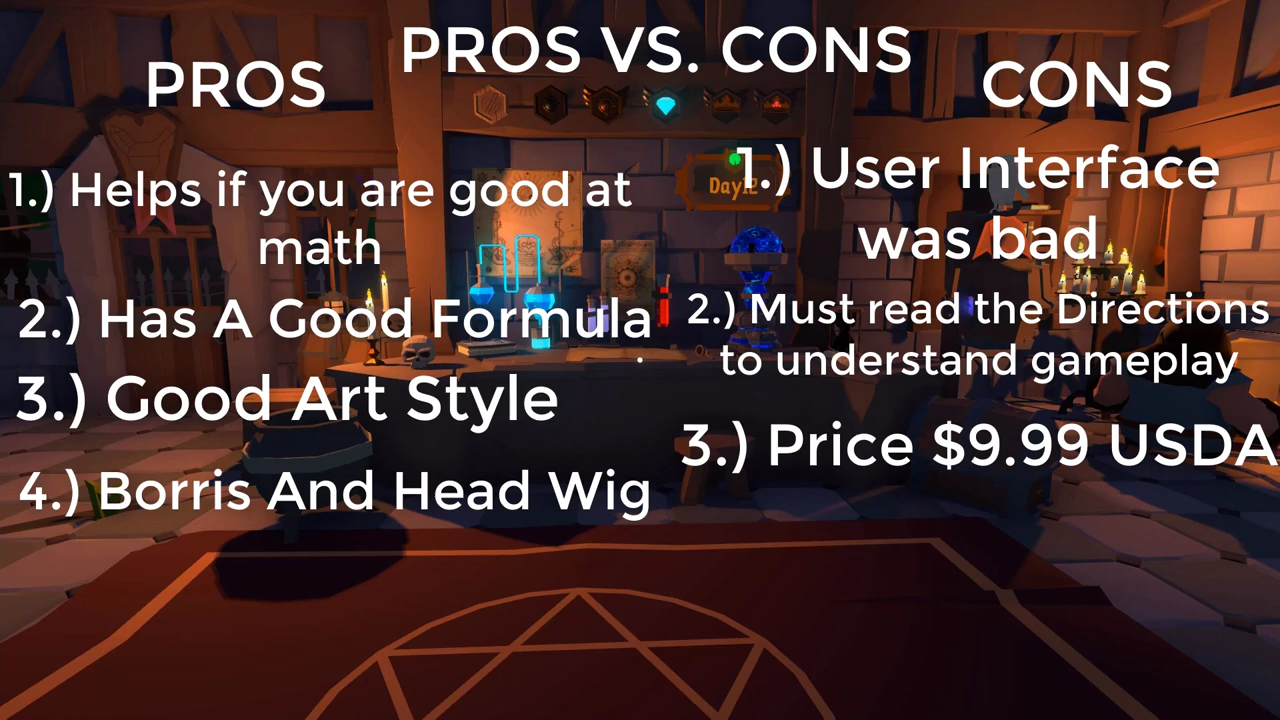 PROS VS. CONS
PROS
1.) Helps if you are good at
math
2.) Has A Good Formula
3.) Good Art Style
4.) Borris And Head Wig
CONS
1.) User Interface
was bad
2.) Must read the Directions
to understand gameplay
3.) Price $9.99 USDA